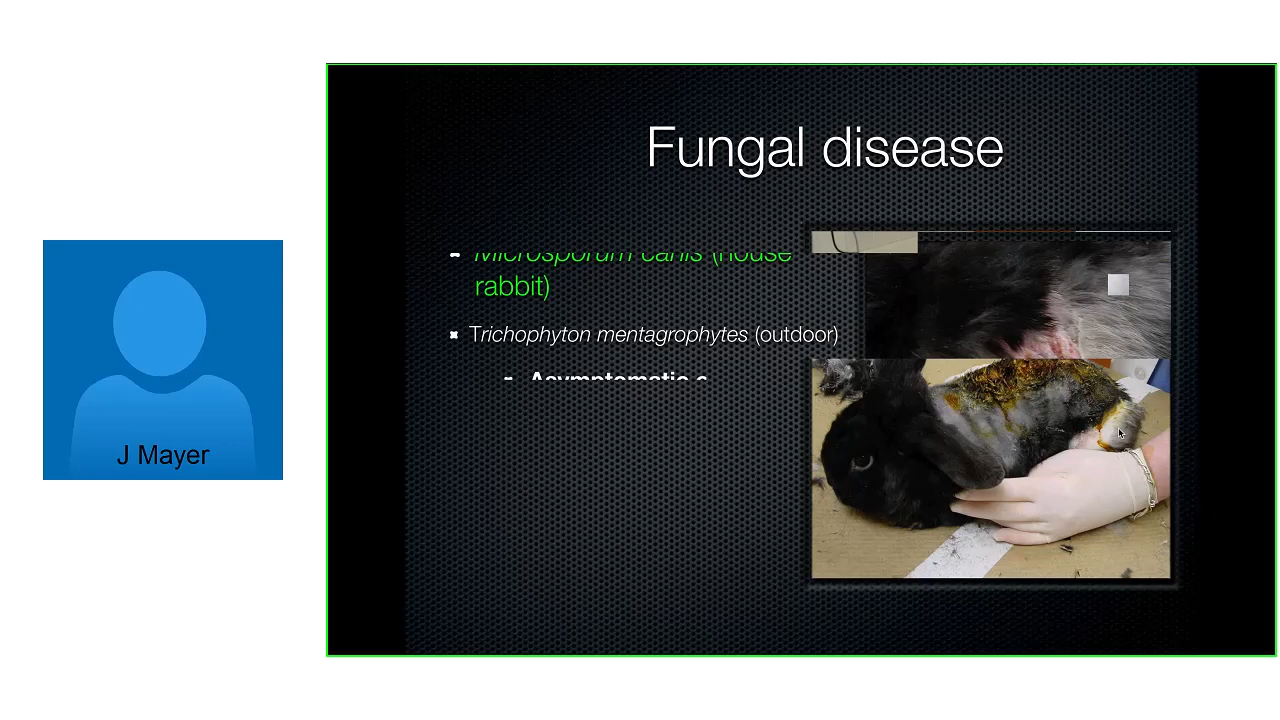 Fungal disease
Microsporum canis (house
rabbit)
Trichophyton mentagrophytes (outdoor)
Asymptomatic
J Mayer